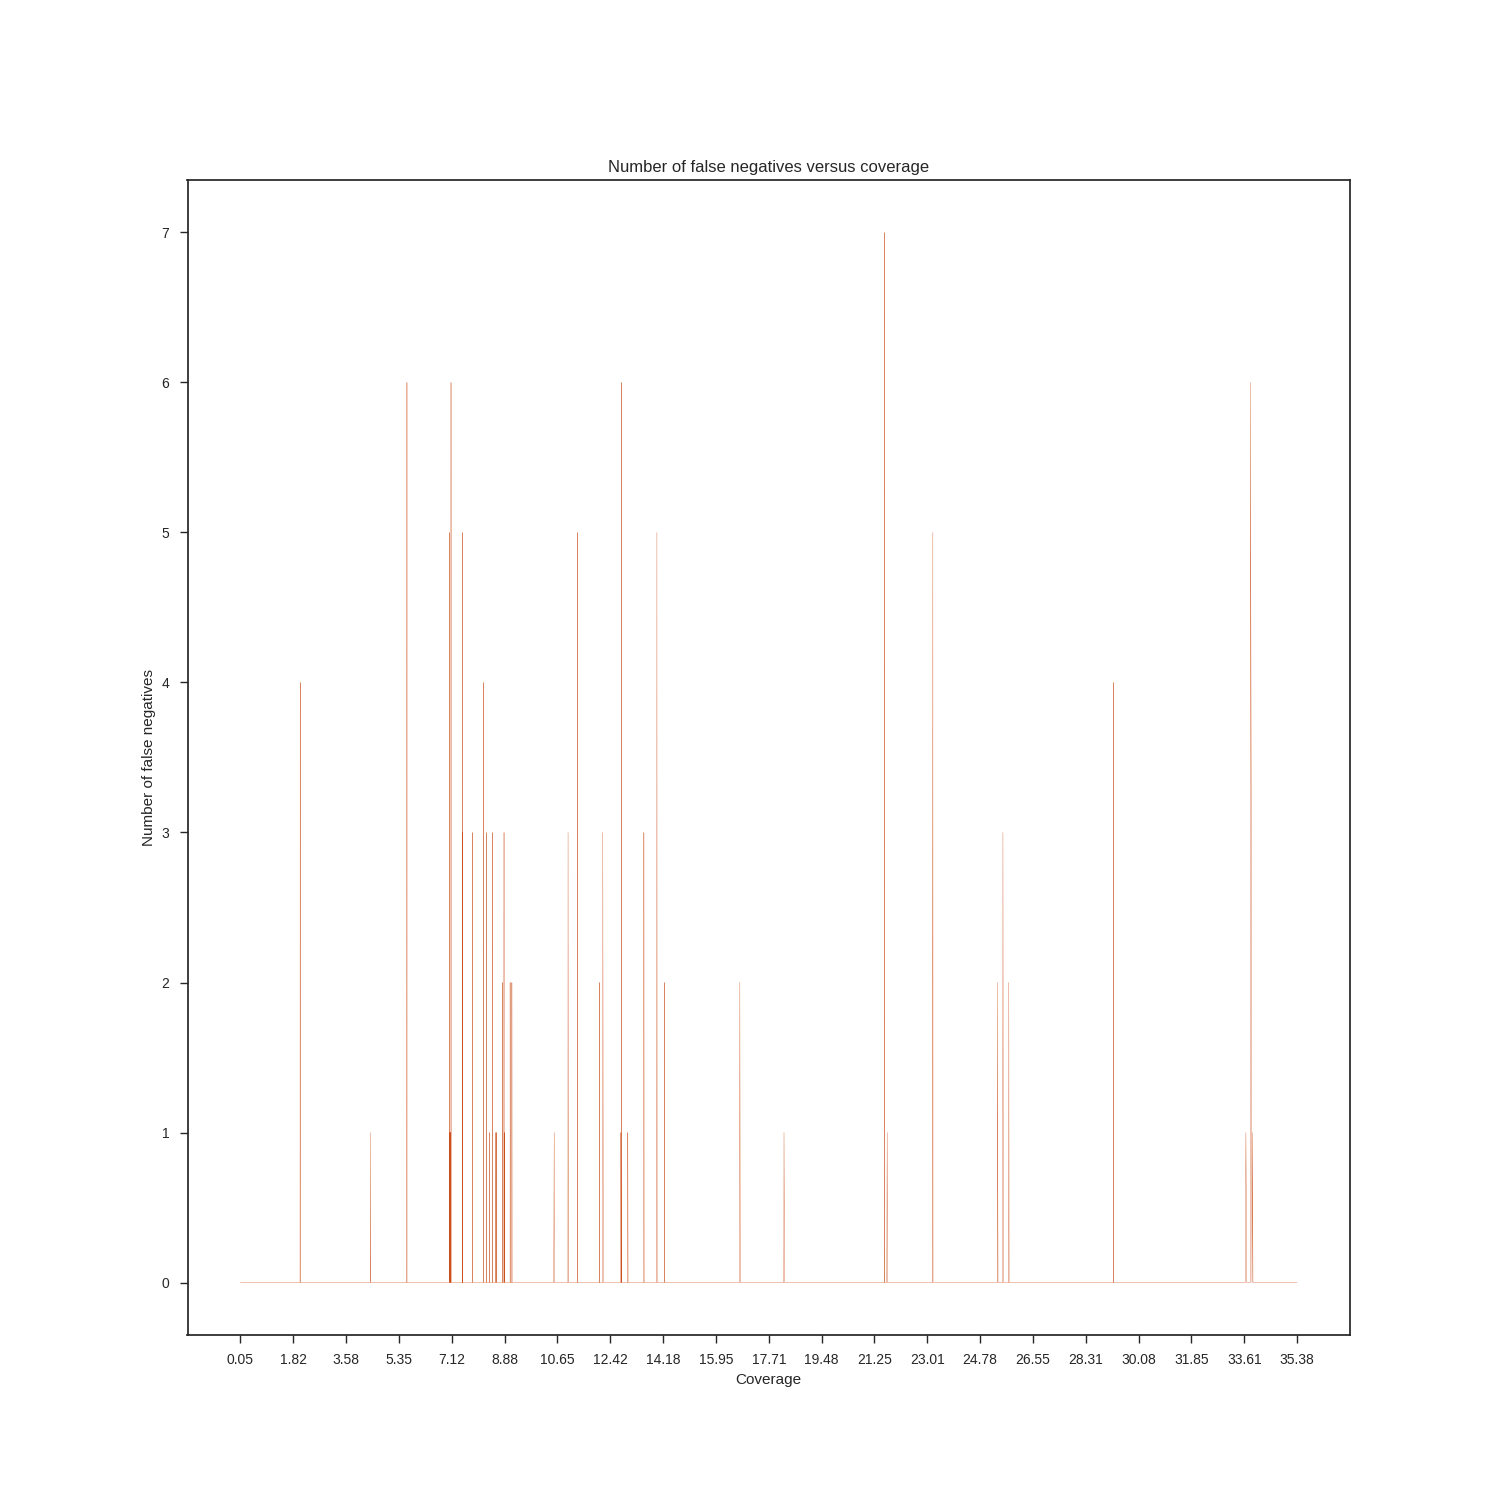 Number of false negatives versus coverage
7
6
5
4
3
2
1
0
Number of false negatives
0.05 1.82 3.58 5.35 7.12 8.88 10.65 12.42 14.18 15.95 17.71 19.48 21.25 23.01 24.78 26.55 28.31 30.08 31.85 33.61 35.38
Coverage